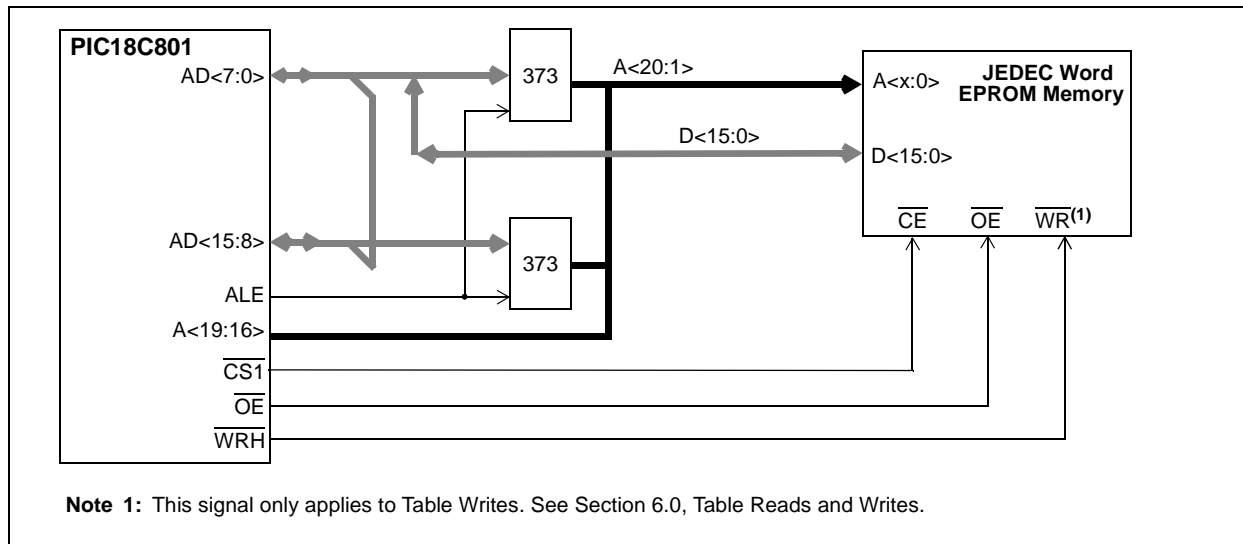 PIC18C801
AD<7:0>
373
A<20:1>
A<x:0>
JEDEC Word
EPROM Memory
D<15:0>
D<15:0>
CE
OE
WR(1)
AD<15:8>
373
ALE
A<19:16>
CS1
OE
WRH
Note 1: This signal only applies to Table Writes. See Section 6.0, Table Reads and Writes.